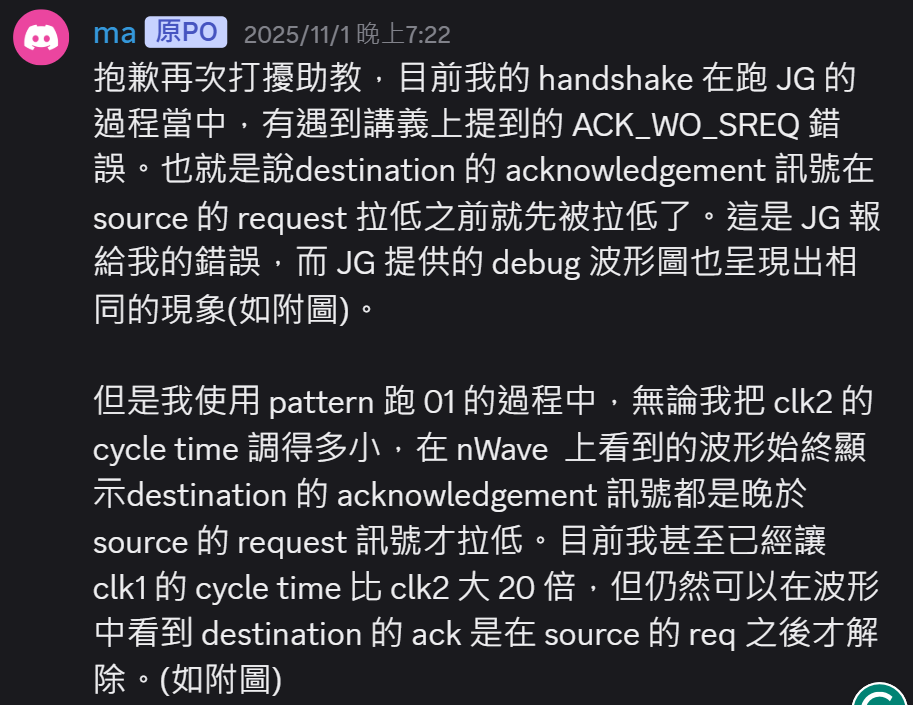 ma 原PO 2025/11/1 晚上7:22
抱歉再次打擾助教，目前我的 handshake 在跑 JG 的
過程當中，有遇到講義上提到的 ACK_WO_SREQ 錯
誤。也就是說destination 的 acknowledgement 訊號在
source 的 request 拉低之前就先被拉低了。這是 JG 報
給我的錯誤，而 JG 提供的 debug 波形圖也呈現出相
同的現象(如附圖)。
但是我使用 pattern 跑 01 的過程中，無論我把 clk2 的
cycle time 調得多小，在 nWave 上看到的波形始終顯
示destination 的 acknowledgement 訊號都是晚於
source 的 request 訊號才拉低。目前我甚至已經讓
clk1 的 cycle time 比 clk2 大 20 倍，但仍然可以在波形
中看到 destination 的 ack 是在 source 的 req 之後才解
除。(如附圖)